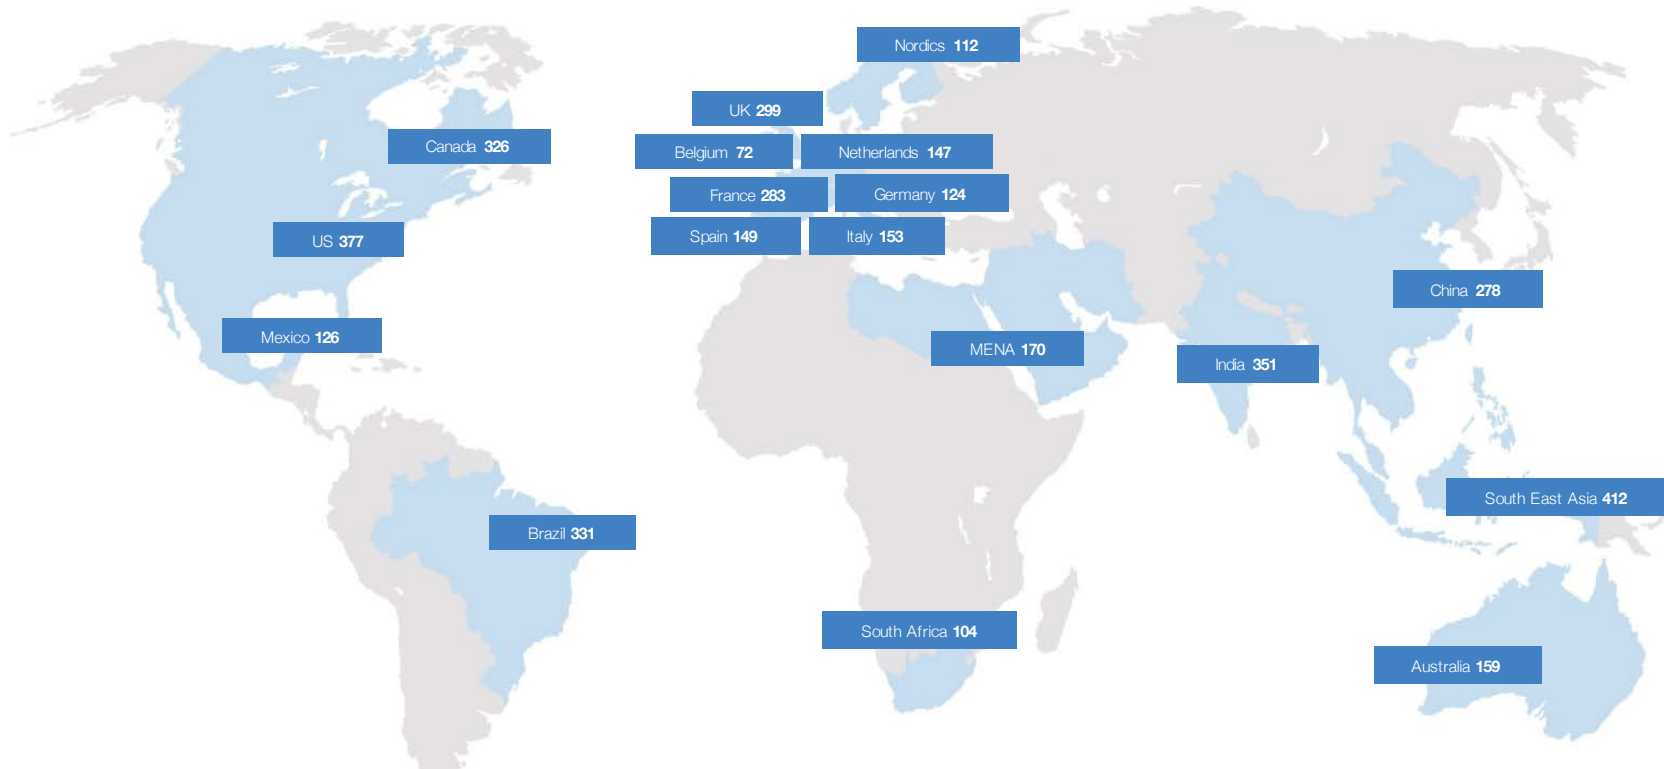 Nordics 112
UK 299
Canada 326
Belgium 72
Netherlands 147
France 283
Germany 124
US 377
Spain 149
Italy 153
China 278
Mexico 126
MENA 170
India 351
South East Asia 412
Brazil 331
South Africa 104
Australia 159